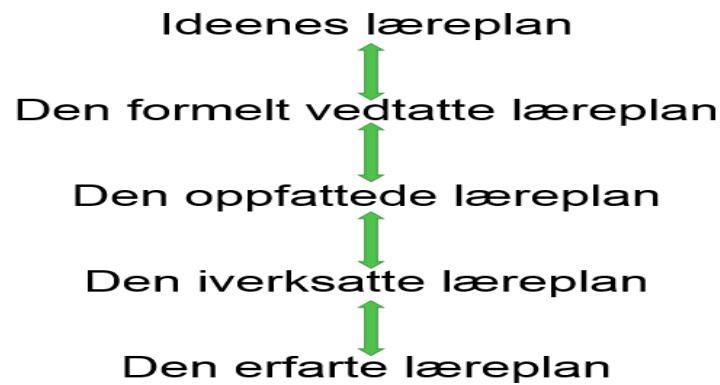 Ideenes læreplan
Den formelt vedtatte læreplan
Den oppfattede læreplan
Den iverksatte læreplan
Den erfarte læreplan